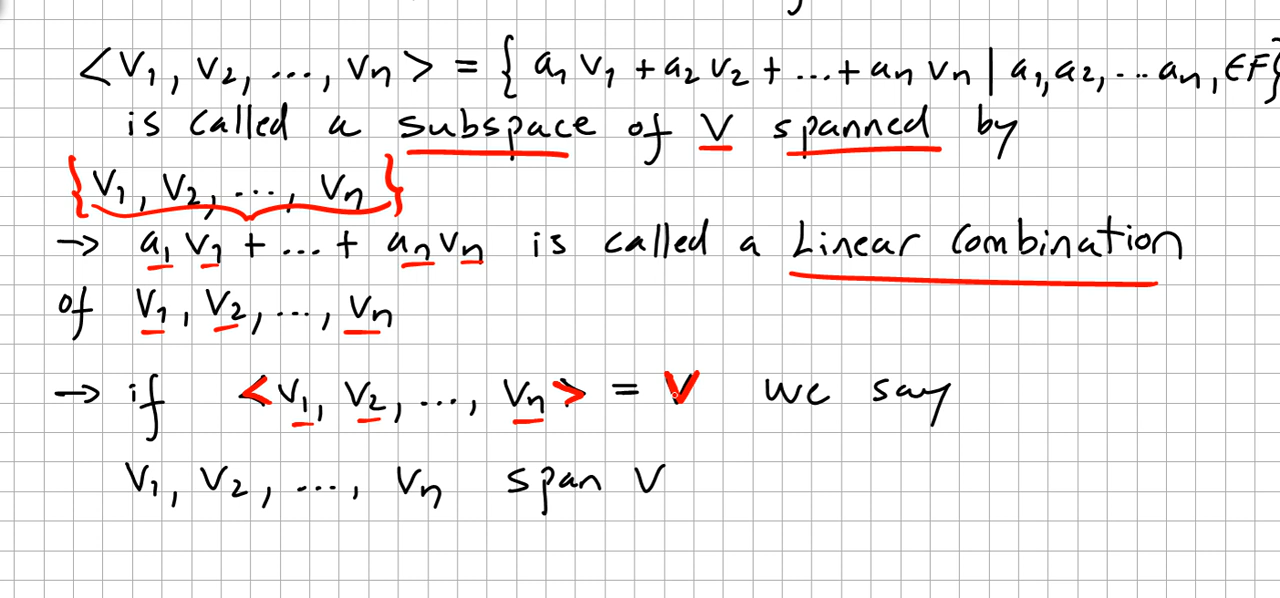 <v₁, v₂, ..., vₙ> = { a₁ v₁ + a₂ v₂ + ... + aₙ vₙ | a₁, a₂, ... aₙ, ∈F}
is called a subspace of V spanned by
{v₁, v₂, ..., vₙ}
→ a₁ v₁ + ... + aₙ vₙ is called a Linear Combination
of v₁, v₂, ..., vₙ
→ if <v₁, v₂, ..., vₙ> = V we say
v₁, v₂, ..., vₙ span V